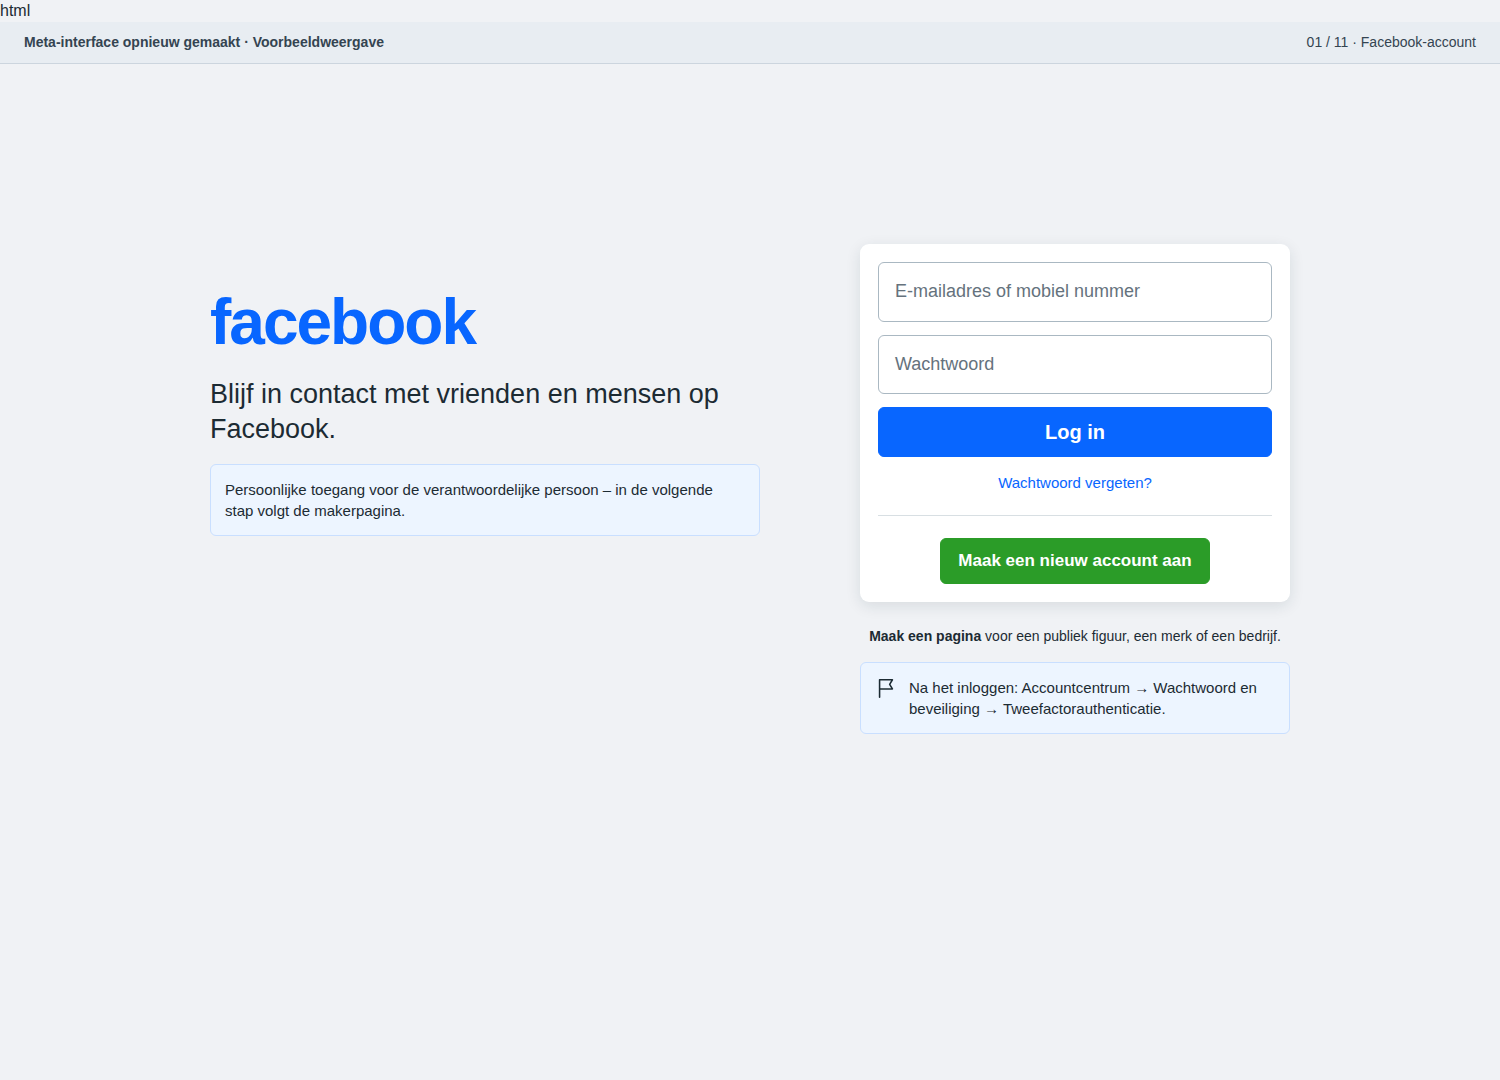 html
Meta-interface opnieuw gemaakt · Voorbeeldweergave
01 / 11 · Facebook-account
facebook
Blijf in contact met vrienden en mensen op
Facebook.
Persoonlijke toegang voor de verantwoordelijke persoon – in de volgende
stap volgt de makerpagina.
E-mailadres of mobiel nummer
Wachtwoord
Log in
Wachtwoord vergeten?
Maak een nieuw account aan
Maak een pagina voor een publiek figuur, een merk of een bedrijf.
Na het inloggen: Accountcentrum → Wachtwoord en
beveiliging → Tweefactorauthenticatie.